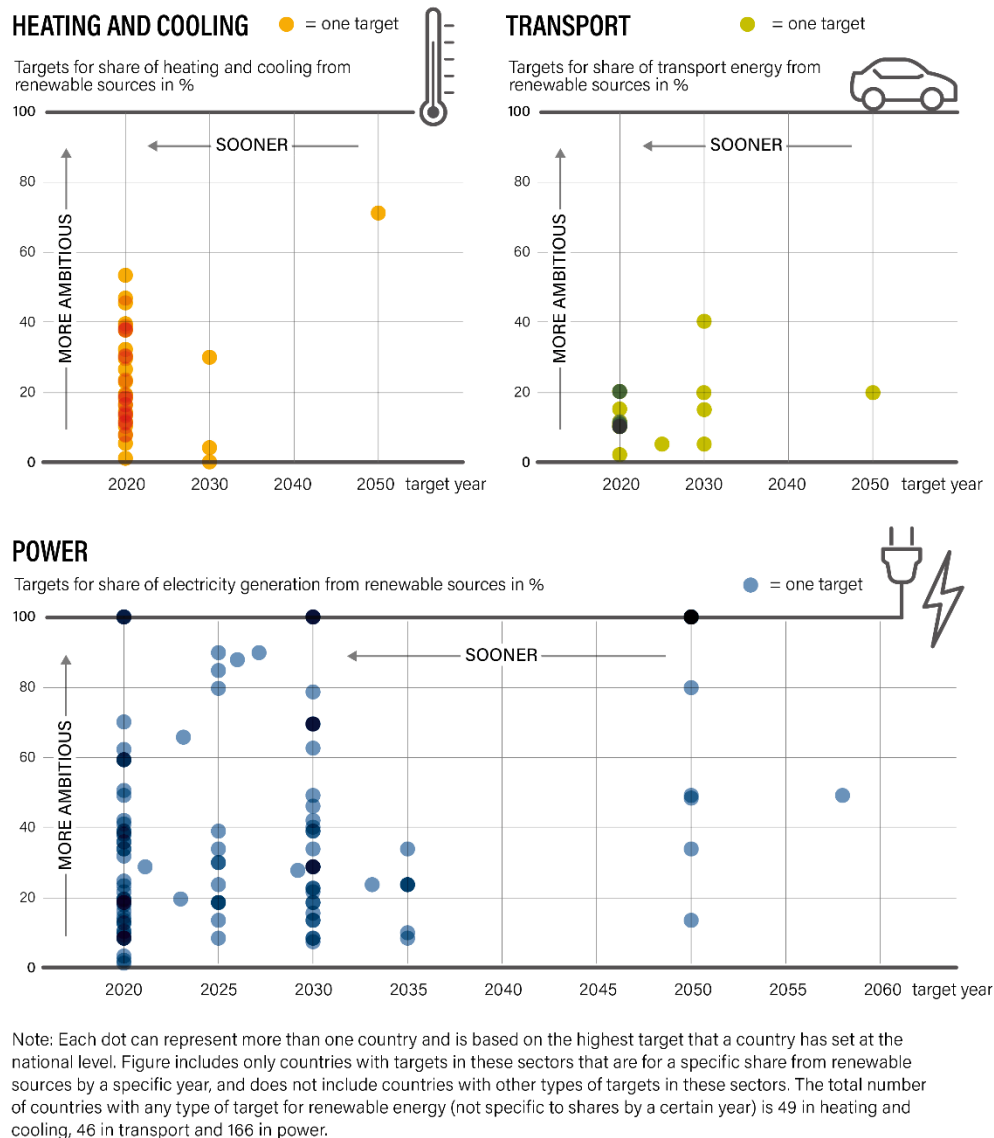 HEATING AND COOLING
= one target
Targets for share of heating and cooling from
renewable sources in %
100
SOONER
80
60
40
20
0
MORE AMBITIOUS
2020 2030 2040 2050 target year
TRANSPORT
= one target
Targets for share of transport energy from
renewable sources in %
100
SOONER
80
60
40
20
0
MORE AMBITIOUS
2020 2030 2040 2050 target year
POWER
Targets for share of electricity generation from renewable sources in %
= one target
100
SOONER
80
60
40
20
0
MORE AMBITIOUS
2020 2025 2030 2035 2040 2045 2050 2055 2060 target year
Note: Each dot can represent more than one country and is based on the highest target that a country has set at the
national level. Figure includes only countries with targets in these sectors that are for a specific share from renewable
sources by a specific year, and does not include countries with other types of targets in these sectors. The total number
of countries with any type of target for renewable energy (not specific to shares by a certain year) is 49 in heating and
cooling, 46 in transport and 166 in power.